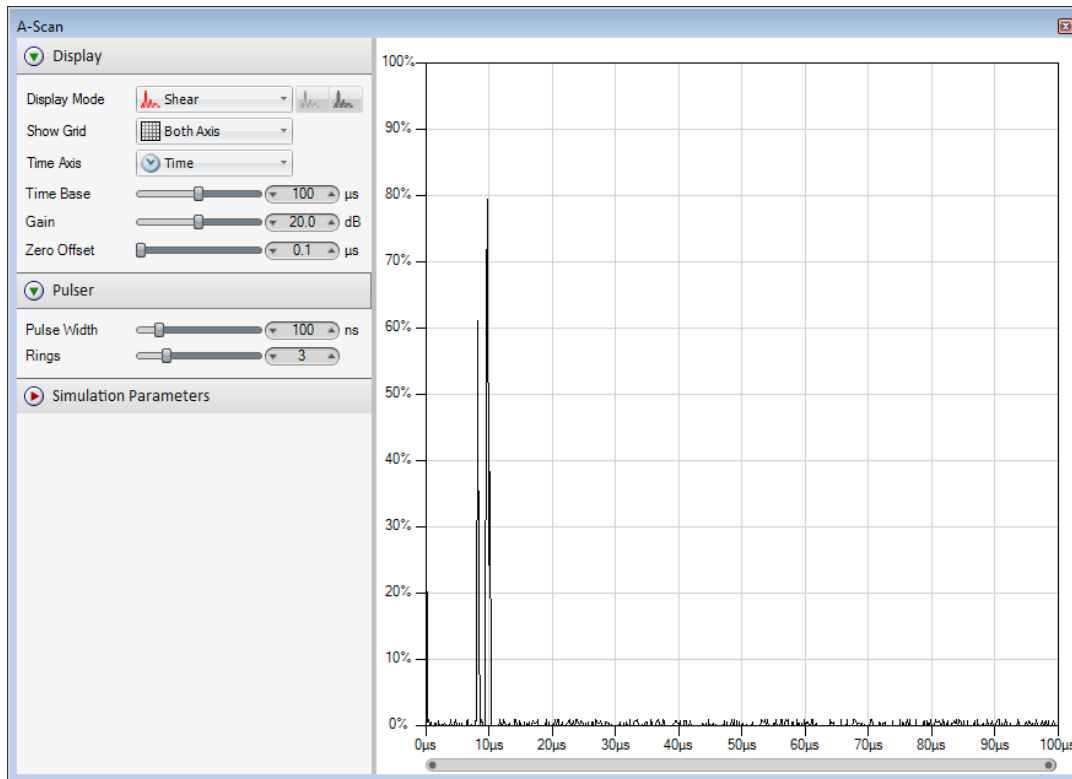 A-Scan
Display
Display Mode Shear
Show Grid Both Axis
Time Axis Time
Time Base 100 µs
Gain 20.0 dB
Zero Offset 0.1 µs
Pulser
Pulse Width 100 ns
Rings 3
Simulation Parameters
100%
90%
80%
70%
60%
50%
40%
30%
20%
10%
0%
0µs 10µs 20µs 30µs 40µs 50µs 60µs 70µs 80µs 90µs 100µs